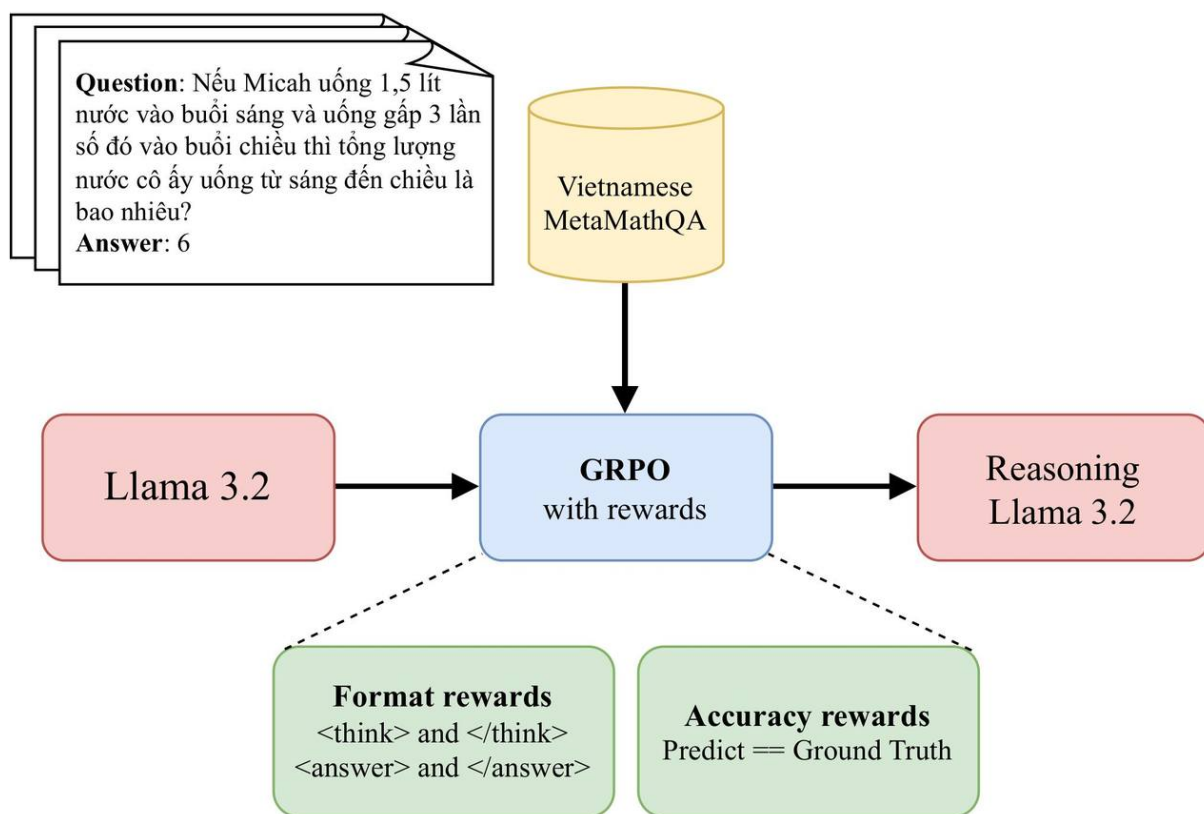 Question: Nếu Micah uống 1,5 lít
nước vào buổi sáng và uống gấp 3 lần
số đó vào buổi chiều thì tổng lượng
nước cô ấy uống từ sáng đến chiều là
bao nhiêu?
Answer: 6
Vietnamese
MetaMathQA
Llama 3.2
GRPO
with rewards
Reasoning
Llama 3.2
Format rewards
<think> and </think>
<answer> and </answer>
Accuracy rewards
Predict == Ground Truth